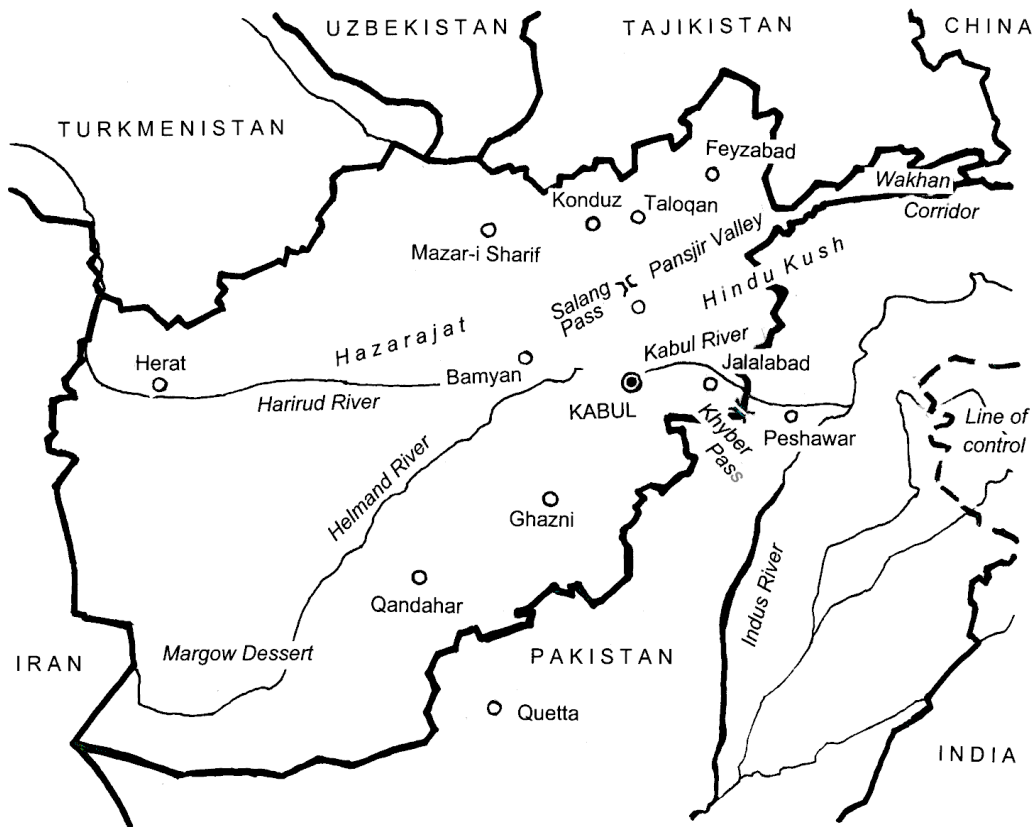 UZBEKISTAN
TAJIKISTAN
CHINA
TURKMENISTAN
Feyzabad
Wakhan
Corridor
Konduz
Taloqan
Mazar-i Sharif
Pansjir Valley
Hindu Kush
Salang
Pass
Hazarajat
Kabul River
Herat
Bamyan
Jalalabad
Harirud River
KABUL
Khyber
Pass
Peshawar
Line of
control
Helmand River
Ghazni
Indus River
Qandahar
Margow Dessert
IRAN
PAKISTAN
Quetta
INDIA